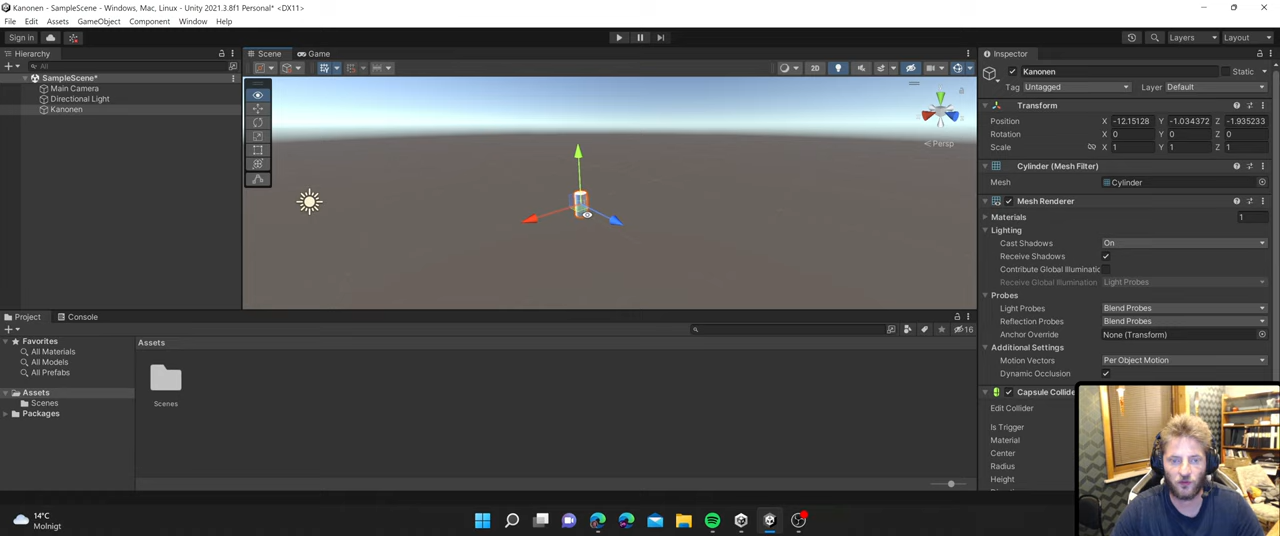 Kanonen - SampleScene - Windows, Mac, Linux - Unity 2021.3.8f1 Personal* <DX11>
File Edit Assets GameObject Component Window Help
Sign in Layers Layout
Hierarchy
All
SampleScene*
Main Camera
Directional Light
Kanonen
Scene Game
2D
Persp
Inspector
Kanonen Static
Tag Untagged Layer Default
Transform
Position X -12.15128 Y -1.034372 Z -1.935233
Rotation X 0 Y 0 Z 0
Scale X 1 Y 1 Z 1
Cylinder (Mesh Filter)
Mesh Cylinder
Mesh Renderer
Materials 1
Lighting
Cast Shadows On
Receive Shadows
Contribute Global Illuminatic
Receive Global Illumination Light Probes
Probes
Light Probes Blend Probes
Reflection Probes Blend Probes
Anchor Override None (Transform)
Additional Settings
Motion Vectors Per Object Motion
Dynamic Occlusion
Capsule Collide
Edit Collider
Is Trigger
Material
Center
Radius
Height
Project Console
16
Favorites
All Materials
All Models
All Prefabs
Assets
Scenes
Packages
Assets
Scenes
14°C
Molnigt